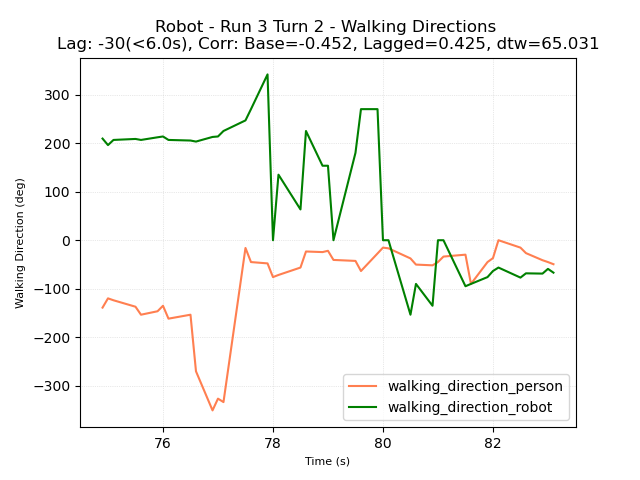 Robot - Run 3 Turn 2 - Walking Directions
Lag: -30(<6.0s), Corr: Base=-0.452, Lagged=0.425, dtw=65.031
Walking Direction (deg)
300
200
100
0
−100
−200
−300
walking_direction_person
walking_direction_robot
76
78
80
82
Time (s)